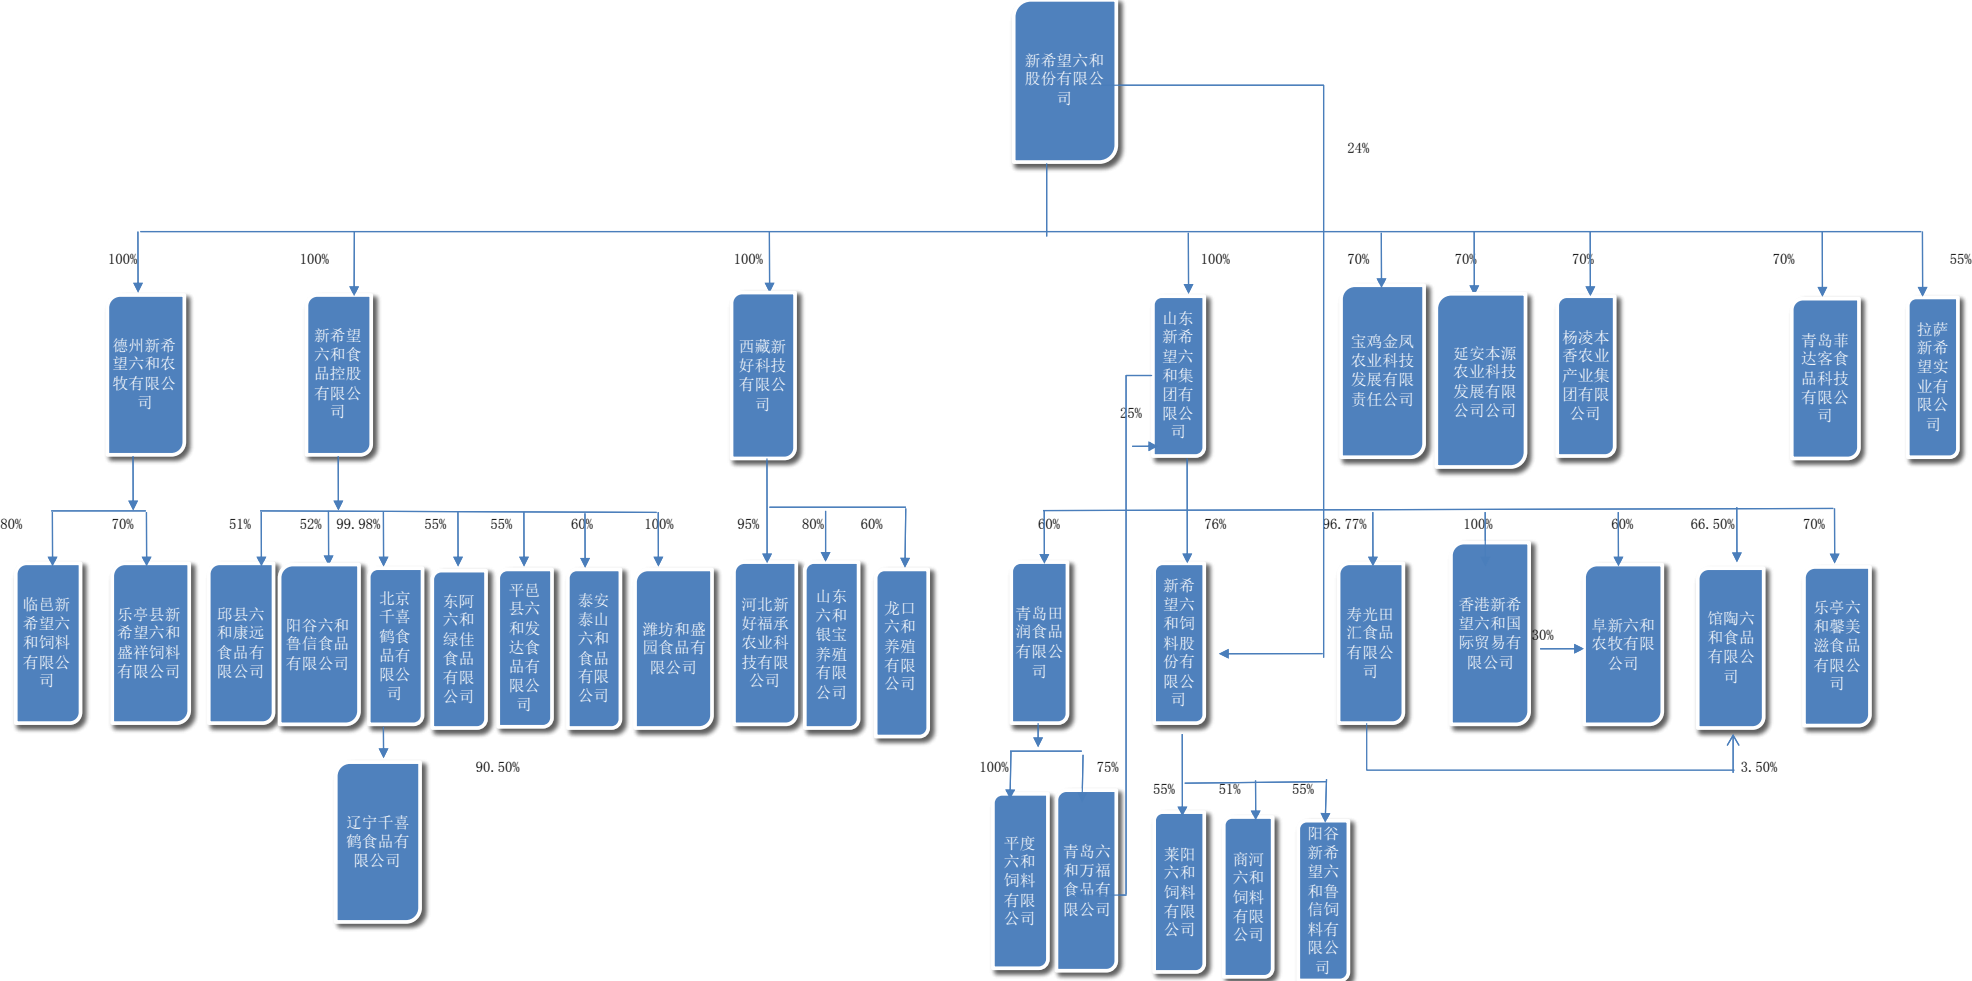 新希望六和
股份有限公
司
24%
100%
100%
100%
100%
70%
70%
70%
70%
55%
德州新希
望六和农
牧有限公
司
新希望
六和食
品控股
有限公
司
西藏新
好科技
有限公
司
山东
新希
望六
和集
团有
限公
司
宝鸡金凤
农业科技
发展有限
责任公司
延安本源
农业科技
发展有限
公司公司
杨凌本
香农业
产业集
团有限
公司
青岛菲
达客食
品科技
有限公
司
拉萨
新希
望实
业有
限公
司
25%
80%
70%
51%
52%
99.98%
55%
55%
60%
100%
95%
80%
60%
60%
76%
96.77%
100%
60%
66.50%
70%
临邑新
希望六
和饲料
有限公
司
乐亭县新
希望六和
盛祥饲料
有限公司
邱县六
和康远
食品有
限公司
阳谷六和
鲁信食品
有限公司
北京
千喜
鹤食
品有
限公
司
东阿
六和
绿佳
食品
有限
公司
平邑
县六
和发
达食
品有
限公
司
泰安
泰山
六和
食品
有限
公司
潍坊和盛
园食品有
限公司
河北新
好福承
农业科
技有限
公司
山东
六和
银宝
养殖
有限
公司
龙口
六和
养殖
有限
公司
青岛田
润食品
有限公
司
新希
望六
和饲
料股
份有
限公
司
寿光田
汇食品
有限公
司
香港新希
望六和国
际贸易有
限公司
30%
阜新六和
农牧有限
公司
馆陶六
和食品
有限公
司
乐亭六
和馨美
滋食品
有限公
司
90.50%
100%
75%
3.50%
55%
51%
55%
辽宁千喜
鹤食品有
限公司
平度
六和
饲料
有限
公司
青岛六
和万福
食品有
限公司
莱阳
六和
饲料
有限
公司
商河
六和
饲料
有限
公司
阳谷
新希
望六
和鲁
信饲
料有
限公
司